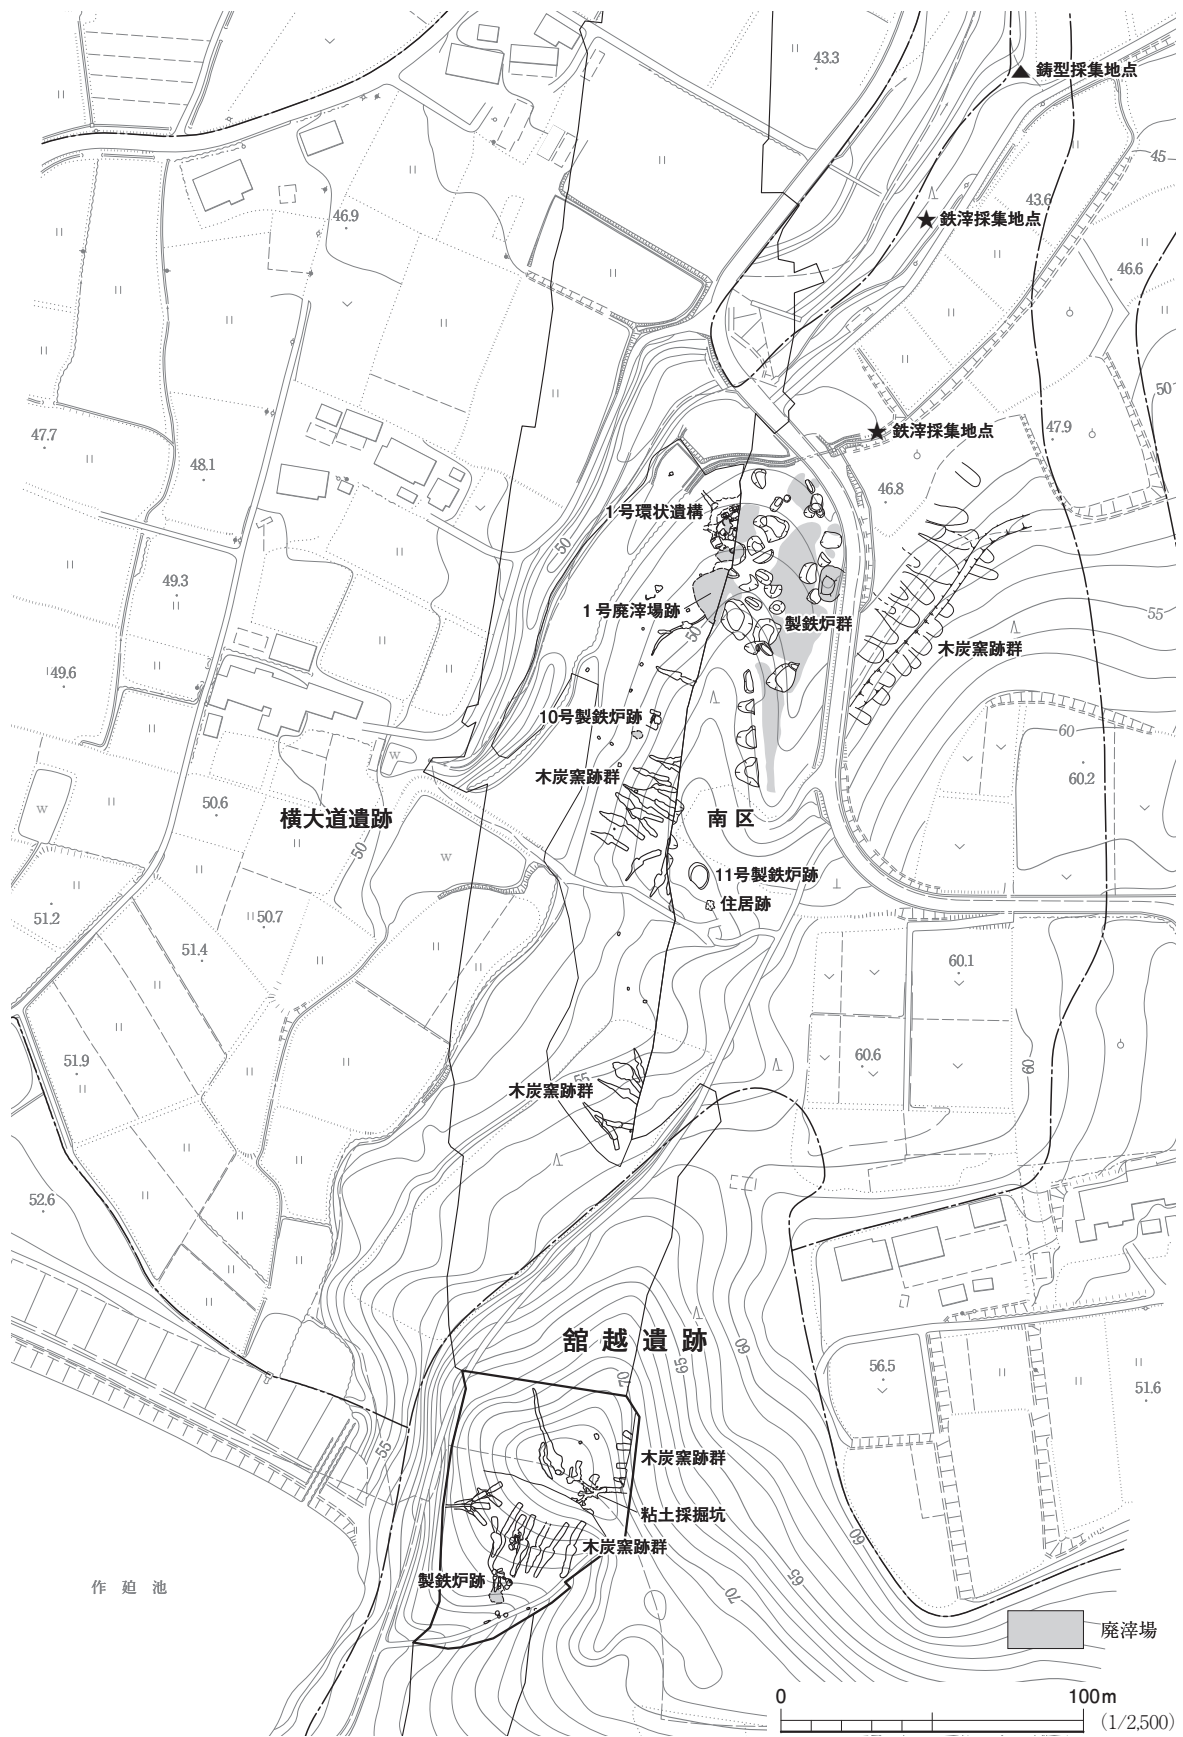 43.3
▲ 鋳型採集地点
45
43.6
★ 鉄滓採集地点
46.9
46.6
50
47.7
★ 鉄滓採集地点
47.9
48.1
46.8
1号環状遺構
50
49.3
1号廃滓場跡
製鉄炉群
50
55
木炭窯跡群
49.6
10号製鉄炉跡
60
W
木炭窯跡群
60.2
W
50.6
横大道遺跡
南区
50
W
11号製鉄炉跡
51.2
50.7
住居跡
51.4
60.1
51.9
60.6
60
55
木炭窯跡群
52.6
舘越遺跡
60
65
56.5
70
51.6
55
木炭窯跡群
粘土採掘坑
60
木炭窯跡群
65
製鉄炉跡
70
作廹池
廃滓場
0 100m
(1/2,500)